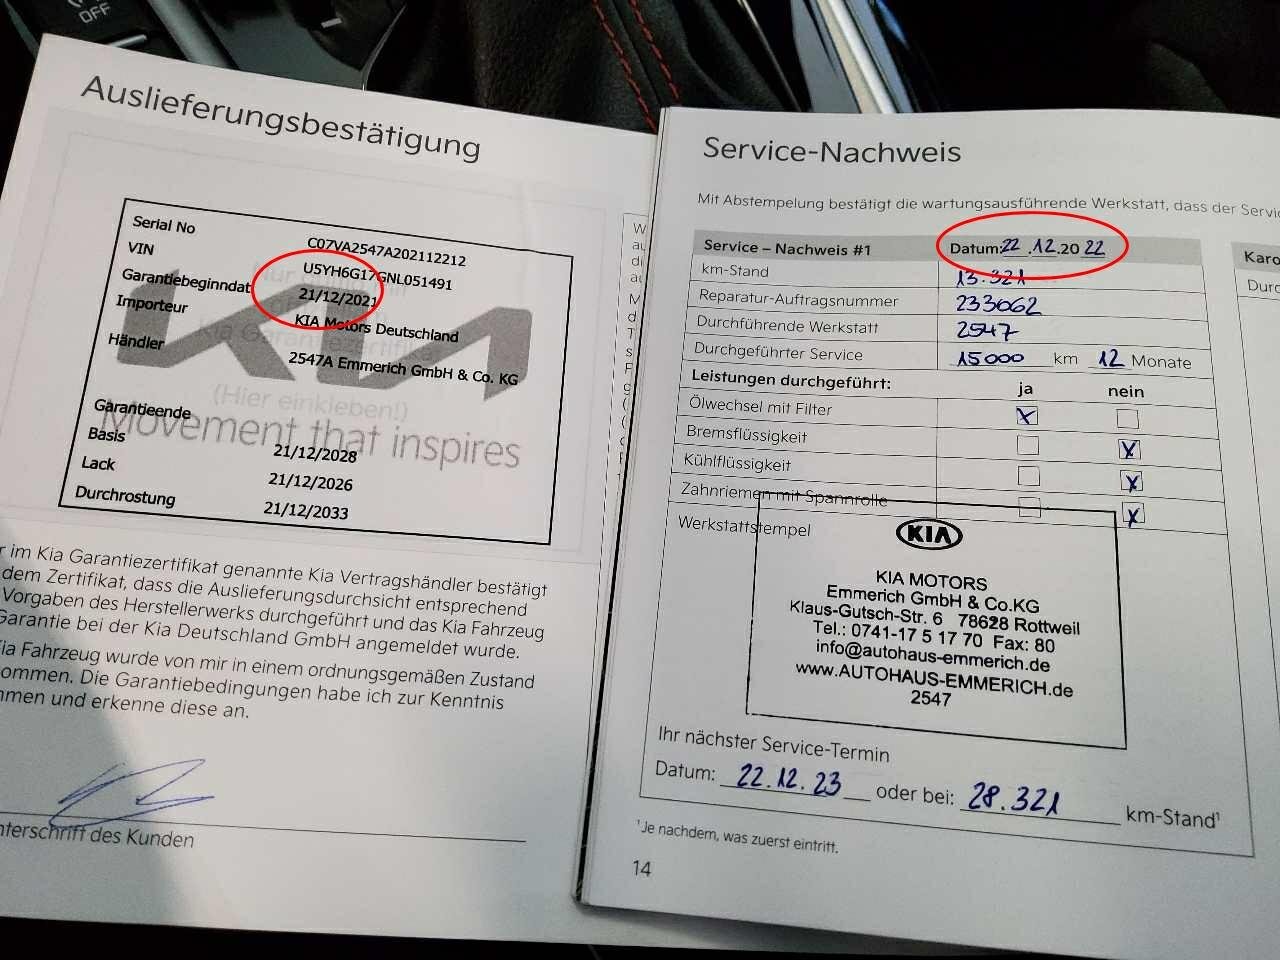 OFF
Auslieferungsbestätigung
Serial No C07VA2547A202112212
VIN U5YH6G17GNL051491
Garantiebeginndat 21/12/2021
Importeur KIA Motors Deutschland
Händler 2547A Emmerich GmbH & Co. KG
(Hier einkleben!)
Movement that inspires
Garantieende
Basis 21/12/2028
Lack 21/12/2026
Durchrostung 21/12/2033
r im Kia Garantiezertifikat genannte Kia Vertragshändler bestätigt
dem Zertifikat, dass die Auslieferungsdurchsicht entsprechend
Vorgaben des Herstellerwerks durchgeführt und das Kia Fahrzeug
Garantie bei der Kia Deutschland GmbH angemeldet wurde.
Kia Fahrzeug wurde von mir in einem ordnungsgemäßen Zustand
ommen. Die Garantiebedingungen habe ich zur Kenntnis
mmen und erkenne diese an.
nterschrift des Kunden
Service-Nachweis
Mit Abstempelung bestätigt die wartungsausführende Werkstatt, dass der Servi
Service – Nachweis #1 Datum: 22.12.2022
km-Stand 13.321
Reparatur-Auftragsnummer 233062
Durchführende Werkstatt 2547
Durchgeführter Service 15000 km 12 Monate
Leistungen durchgeführt: ja nein
Ölwechsel mit Filter X
Bremsflüssigkeit X
Kühlflüssigkeit X
Zahnriemen mit Spannrolle X
Werkstattstempel
KIA
KIA MOTORS
Emmerich GmbH & Co.KG
Klaus-Gutsch-Str. 6 78628 Rottweil
Tel.: 0741-17 5 17 70 Fax: 80
info@autohaus-emmerich.de
www.AUTOHAUS-EMMERICH.de
2547
Ihr nächster Service-Termin
Datum: 22.12.23 oder bei: 28.321 km-Stand¹
¹Je nachdem, was zuerst eintritt.
14
Karo
Durc